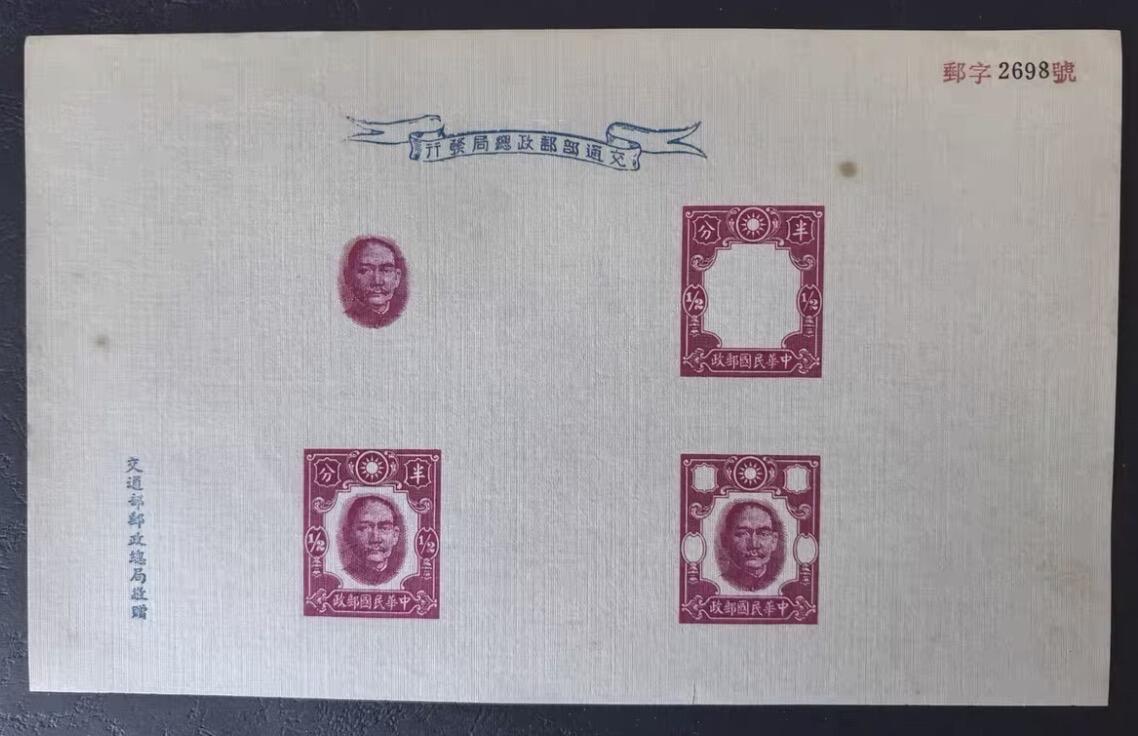 郵字2698號
交通部郵政總局發行
半分
½ ½
中華民國郵政
交通部郵政總局敬贈
半分
½ ½
中華民國郵政
中華民國郵政